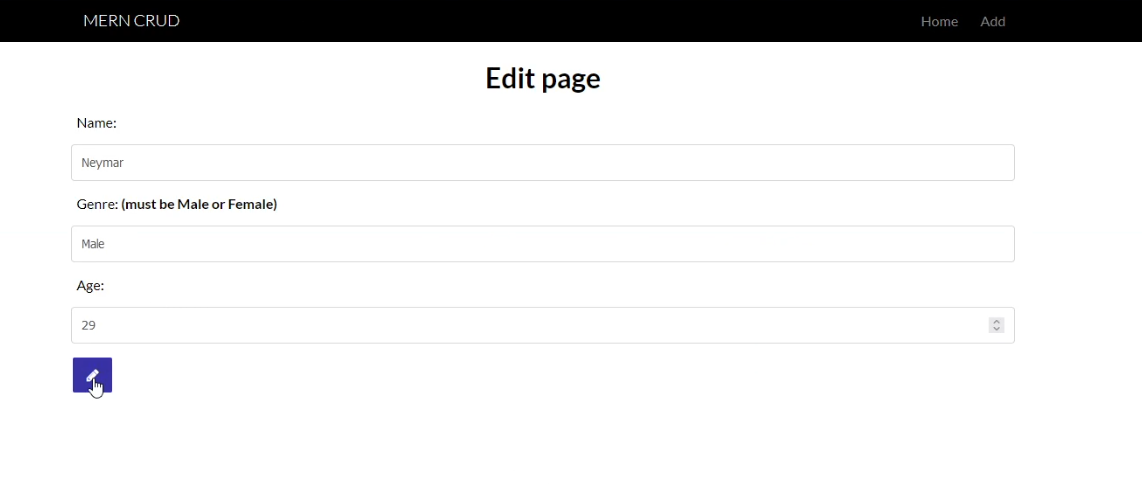 MERN CRUD Home Add
Edit page
Name:
Neymar
Genre: (must be Male or Female)
Male
Age:
29